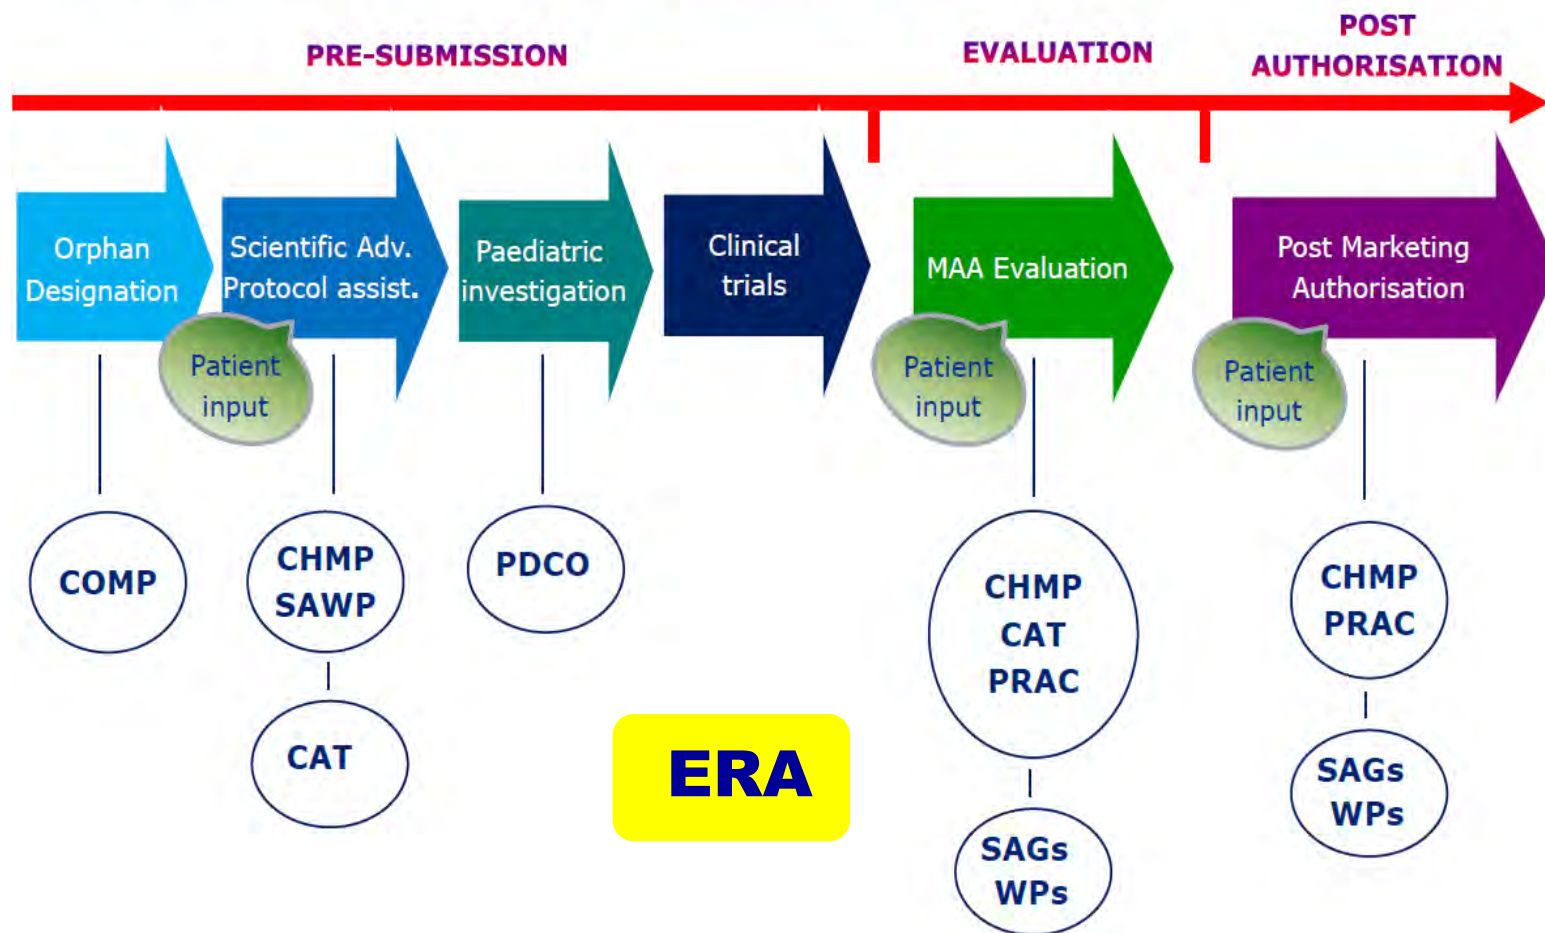 PRE-SUBMISSION
EVALUATION
POST
AUTHORISATION
Orphan
Designation
Scientific Adv.
Protocol assist.
Paediatric
investigation
Clinical
trials
MAA Evaluation
Post Marketing
Authorisation
Patient
input
Patient
input
Patient
input
COMP
CHMP
SAWP
PDCO
CHMP
CAT
PRAC
CHMP
PRAC
CAT
ERA
SAGs
WPs
SAGs
WPs